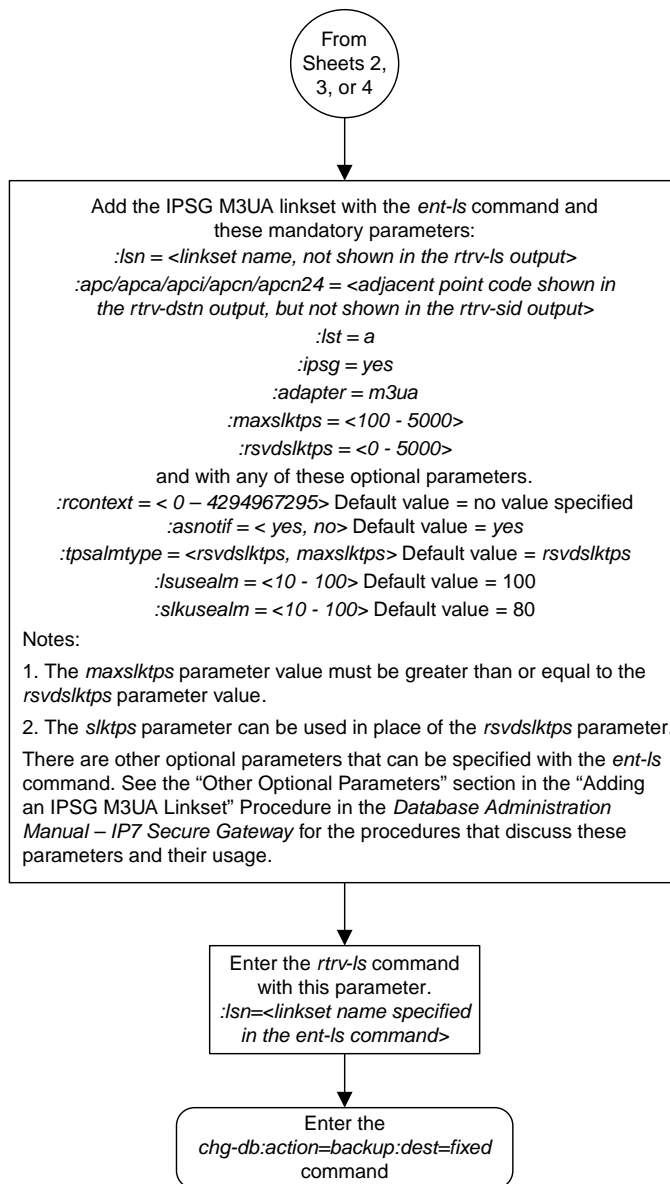 From
Sheets 2,
3, or 4
Add the IPSG M3UA linkset with the ent-ls command and
these mandatory parameters:
:lsn = <linkset name, not shown in the rtrv-ls output>
:apc/apca/apci/apcn/apcn24 = <adjacent point code shown in
the rtrv-dstn output, but not shown in the rtrv-sid output>
:lst = a
:ipsg = yes
:adapter = m3ua
:maxslktps = <100 - 5000>
:rsvdslktps = <0 - 5000>
and with any of these optional parameters.
:rcontext = < 0 – 4294967295> Default value = no value specified
:asnotif = < yes, no> Default value = yes
:tpsalmtype = <rsvdslktps, maxslktps> Default value = rsvdslktps
:lsusealm = <10 - 100> Default value = 100
:slkusealm = <10 - 100> Default value = 80
Notes:
1. The maxslktps parameter value must be greater than or equal to the
rsvdslktps parameter value.
2. The slktps parameter can be used in place of the rsvdslktps parameter.
There are other optional parameters that can be specified with the ent-ls
command. See the “Other Optional Parameters” section in the “Adding
an IPSG M3UA Linkset” Procedure in the Database Administration
Manual – IP7 Secure Gateway for the procedures that discuss these
parameters and their usage.
Enter the rtrv-ls command
with this parameter.
:lsn=<linkset name specified
in the ent-ls command>
Enter the
chg-db:action=backup:dest=fixed
command